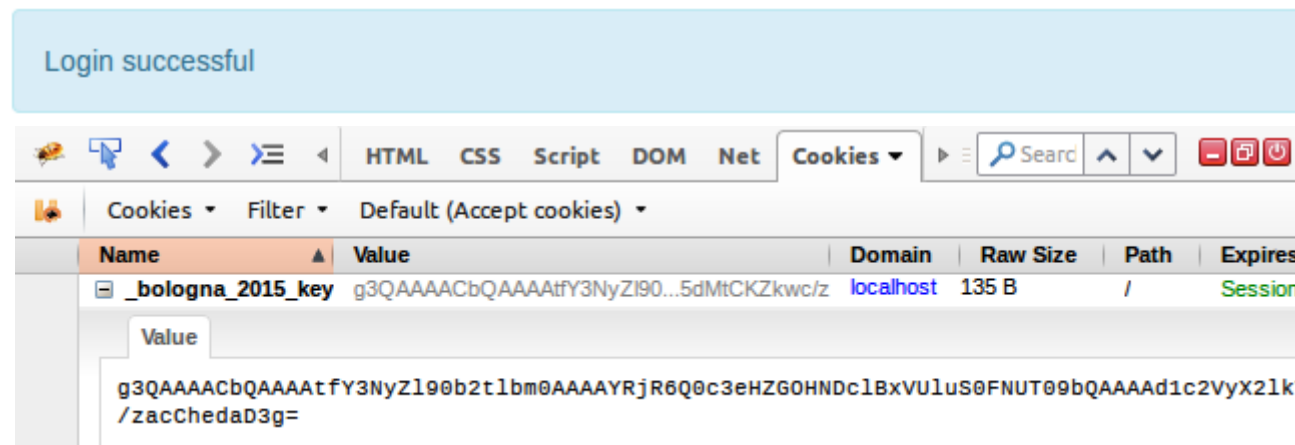 Login successful
HTML CSS Script DOM Net Cookies Searc
Cookies Filter Default (Accept cookies)
Name Value Domain Raw Size Path Expires
_bologna_2015_key g3QAAAACbQAAAAtfY3NyZl90...5dMtCKZkwc/z localhost 135 B / Session
Value
g3QAAAACbQAAAAtfY3NyZl90b2tlbm0AAAAYRjR6Q0c3eHZGOHNDclBxVUluS0FNUT09bQAAAAd1c2VyX2lk
/zacChedaD3g=